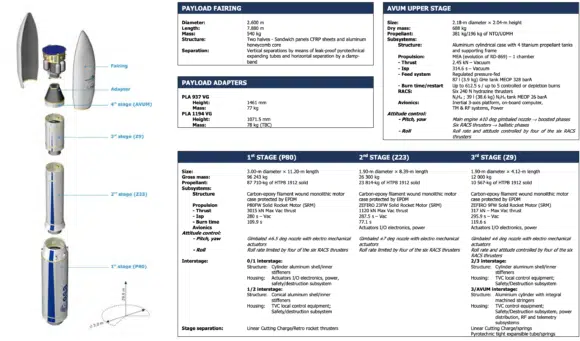 Fairing
Adapter
4th stage (AVUM)
3rd stage (Z9)
2nd stage (Z23)
1st stage (P80)
PAYLOAD FAIRING
Diameter: 2.600 m
Length: 7.880 m
Mass: 540 kg
Structure: Two halves - Sandwich panels CFRP sheets and aluminum
honeycomb core
Separation: Vertical separations by means of leak-proof pyrotechnical
expanding tubes and horizontal separation by a clamp-
band
PAYLOAD ADAPTERS
PLA 937 VG
Height: 1461 mm
Mass: 77 kg
PLA 1194 VG
Height: 1071.9 mm
Mass: 78 kg (TBC)
AVUM UPPER STAGE
Size: 2.18-m diameter × 2.04-m height
Dry mass: 688 kg
Propellant: 381 kg/196 kg of NTO/UDMH
Subsystems:
Structure: Aluminum cylindrical case with 4 titanium propellant tanks
and supporting frame
Propulsion: MEA (evolution of RD-869) - 1 chamber
- Thrust 2.45 kN – Vacuum
- Isp 314.6 s – Vacuum
- Feed system Regulated pressure-fed
87 l (3.9 kg) GHe tank MEOP 328 barA
- Burn time/restart Up to 612.5 s / up to 5 controlled or depletion burns
RACS: Six 240 N hydrazine thrusters
N₂H₄: 39 l (38.6 kg) N₂H₄ tank MEOP 26 barA
Avionics: Inertial 3-axis platform, on-board computer,
TM & RF systems, Power
Attitude control:
- Pitch, yaw Main engine ±10 deg gimballed nozzle → boosted phases
Six RACS thrusters → ballistic phases
- Roll Roll rate and attitude controlled by four of the six RACS
thrusters
1ST STAGE (P80) 2ND STAGE (Z23) 3RD STAGE (Z9)
Size: 3.00-m diameter × 11.20-m length 1.90-m diameter × 8.39-m length 1.90-m diameter × 4.12-m length
Gross mass: 96 243 kg 26 300 kg 12 000 kg
Propellant: 87 710-kg of HTPB 1912 solid 23 814-kg of HTPB 1912 solid 10 567-kg of HTPB 1912 solid
Subsystems:
Structure Carbon-epoxy filament wound monolithic motor Carbon-epoxy filament wound monolithic motor Carbon-epoxy filament wound monolithic motor
case protected by EPDM case protected by EPDM case protected by EPDM
Propulsion P80FW Solid Rocket Motor (SRM) ZEFIRO 23FW Solid Rocket Motor (SRM) ZEFIRO 9FW Solid Rocket Motor (SRM)
- Thrust 3015 kN Max Vac thrust 1120 kN Max Vac thrust 317 kN – Max Vac thrust
- Isp 280 s – Vac 287.5 s – Vac 295.9 s – Vac
- Burn time 109.9 s 77.1 s 119.6 s
Avionics Actuators I/O electronics, power Actuators I/O electronics, power
Attitude control:
- Pitch, yaw Gimballed ±6.5 deg nozzle with electro mechanical Gimballed ±7 deg nozzle with electro mechanical Gimballed ±6 deg nozzle with electro mechanical
actuators actuators actuators
- Roll Roll rate limited by four of the six RACS thrusters Roll rate limited by four of the six RACS thrusters Roll rate and attitude controlled by four of the six
RACS thrusters
Interstage: 0/1 interstage: 2/3 interstage:
Structure: Cylinder aluminum shell/inner Structure: Cylinder aluminum shell/inner
stiffeners stiffeners
Housing: Actuators I/O electronics, power, Housing: TVC local control equipment;
safety/destruction subsystem Safety/Destruction subsystem
1/2 interstage: 3/AVUM interstage:
Structure: Conical aluminum shell/inner Structure: Aluminum cylinder with integral
stiffeners machined stringers
Housing: TVC local control equipment; Housing: TVC control equipment;
Safety/destruction subsystem Safety/Destruction subsystem, power
distribution, RF and telemetry
subsystems
Stage separation: Linear Cutting Charge/Retro rocket thrusters Linear Cutting Charge/springs
Pyrotechnic tight expansible tube/springs